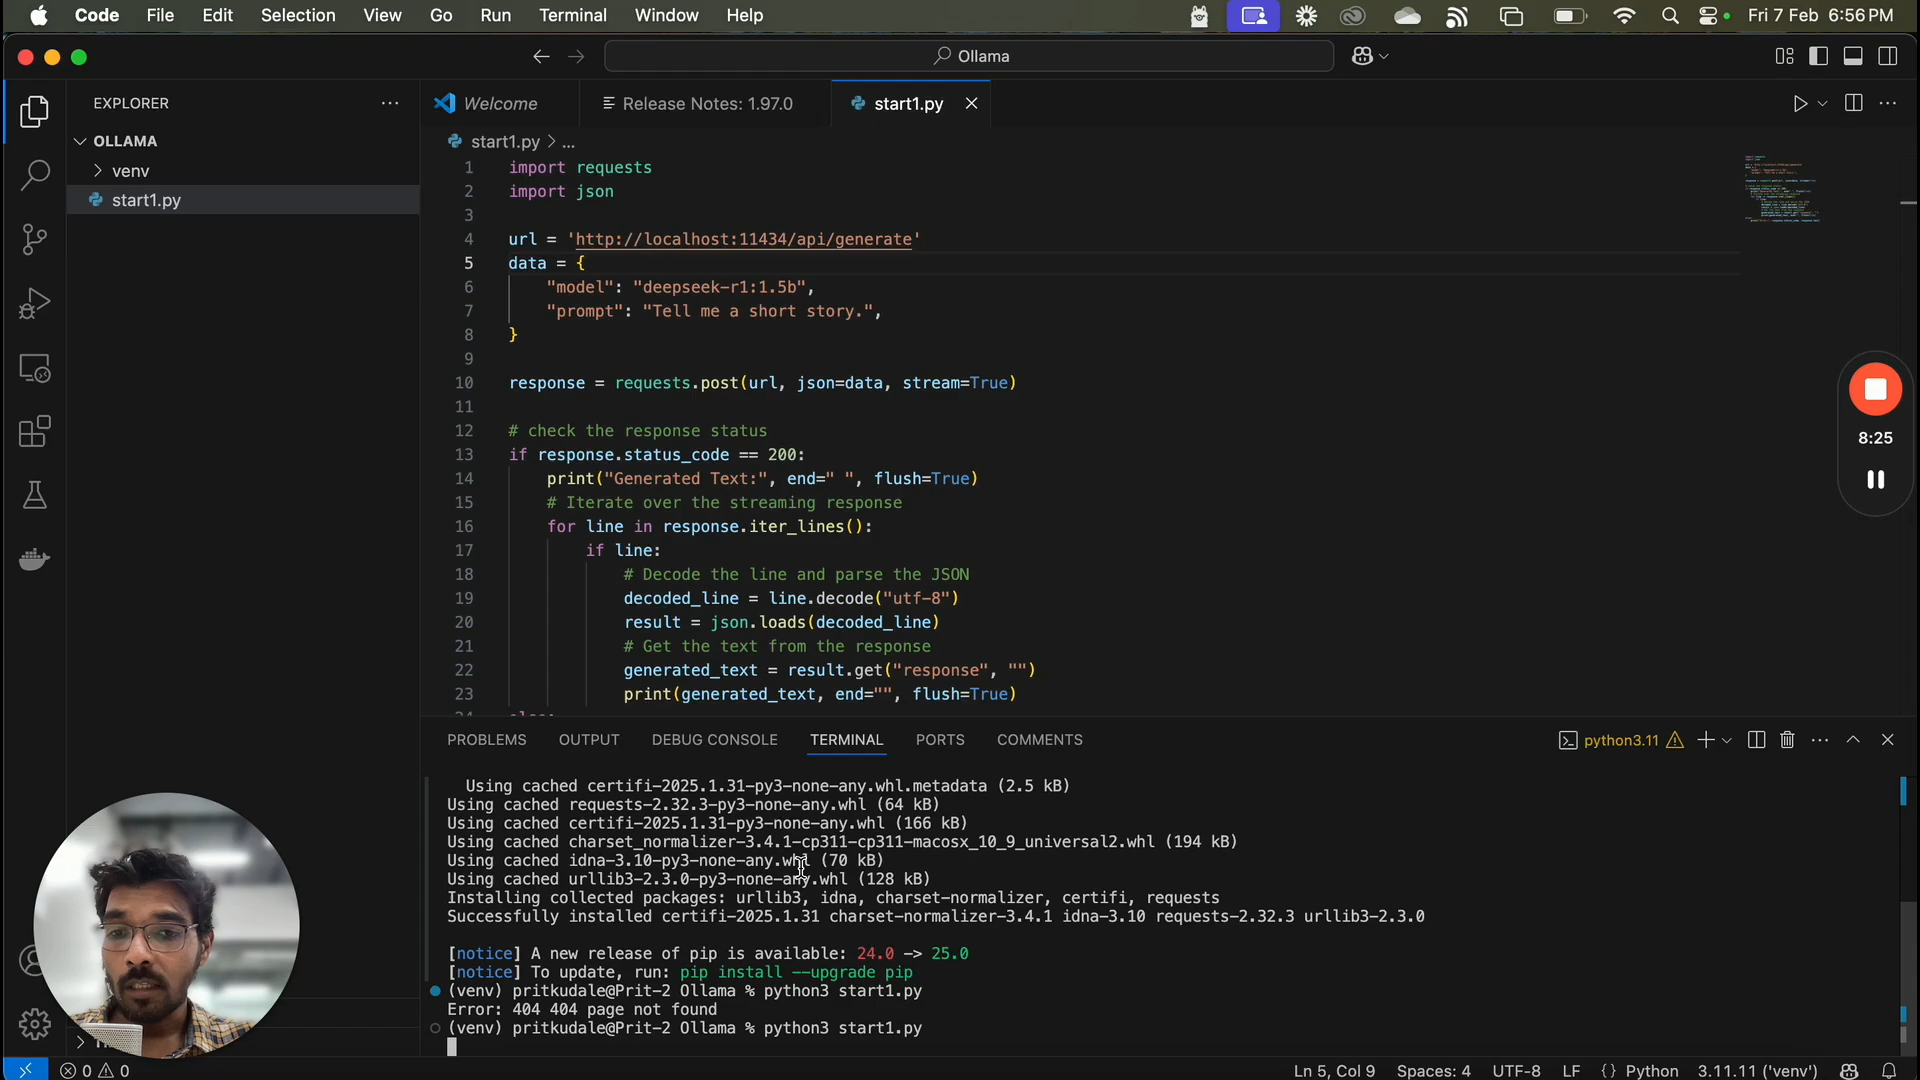 Code File Edit Selection View Go Run Terminal Window Help Fri 7 Feb 6:56 PM
Ollama
EXPLORER
OLLAMA
venv
start1.py
Welcome Release Notes: 1.97.0 start1.py
start1.py > ...
1 import requests
2 import json
3
4 url = 'http://localhost:11434/api/generate'
5 data = {
6 "model": "deepseek-r1:1.5b",
7 "prompt": "Tell me a short story.",
8 }
9
10 response = requests.post(url, json=data, stream=True)
11
12 # check the response status
13 if response.status_code == 200:
14 print("Generated Text:", end=" ", flush=True)
15 # Iterate over the streaming response
16 for line in response.iter_lines():
17 if line:
18 # Decode the line and parse the JSON
19 decoded_line = line.decode("utf-8")
20 result = json.loads(decoded_line)
21 # Get the text from the response
22 generated_text = result.get("response", "")
23 print(generated_text, end="", flush=True)
8:25
PROBLEMS OUTPUT DEBUG CONSOLE TERMINAL PORTS COMMENTS python3.11
Using cached certifi-2025.1.31-py3-none-any.whl.metadata (2.5 kB)
Using cached requests-2.32.3-py3-none-any.whl (64 kB)
Using cached certifi-2025.1.31-py3-none-any.whl (166 kB)
Using cached charset_normalizer-3.4.1-cp311-cp311-macosx_10_9_universal2.whl (194 kB)
Using cached idna-3.10-py3-none-any.whl (70 kB)
Using cached urllib3-2.3.0-py3-none-any.whl (128 kB)
Installing collected packages: urllib3, idna, charset-normalizer, certifi, requests
Successfully installed certifi-2025.1.31 charset-normalizer-3.4.1 idna-3.10 requests-2.32.3 urllib3-2.3.0
[notice] A new release of pip is available: 24.0 -> 25.0
[notice] To update, run: pip install --upgrade pip
(venv) pritkudale@Prit-2 Ollama % python3 start1.py
Error: 404 404 page not found
(venv) pritkudale@Prit-2 Ollama % python3 start1.py
0 0 Ln 5, Col 9 Spaces: 4 UTF-8 LF {} Python 3.11.11 ('venv')